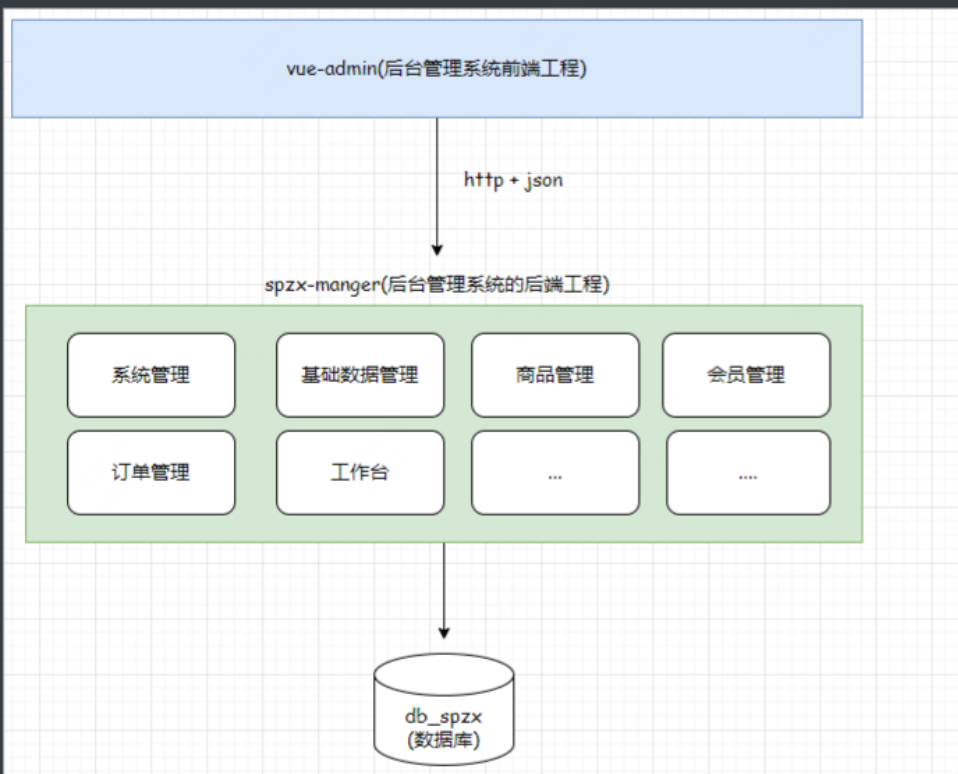 vue-admin(后台管理系统前端工程)
http + json
spzx-manger(后台管理系统的后端工程)
系统管理
基础数据管理
商品管理
会员管理
订单管理
工作台
...
....
db_spzx
(数据库)